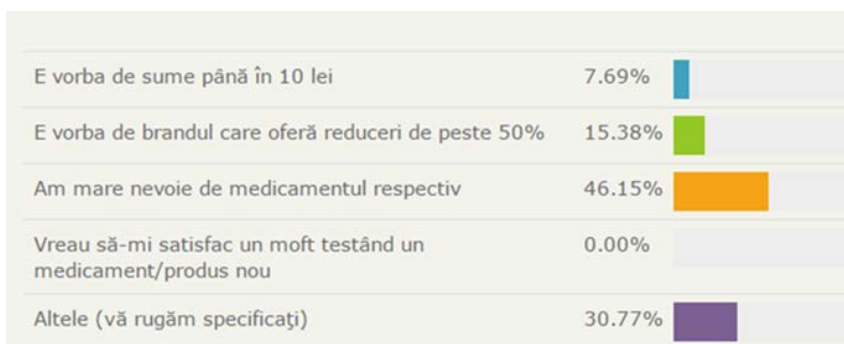 E vorba de sume până în 10 lei 7.69%
E vorba de brandul care oferă reduceri de peste 50% 15.38%
Am mare nevoie de medicamentul respectiv 46.15%
Vreau să-mi satisfac un moft testând un 0.00%
medicament/produs nou
Altele (vă rugăm specificaţi) 30.77%